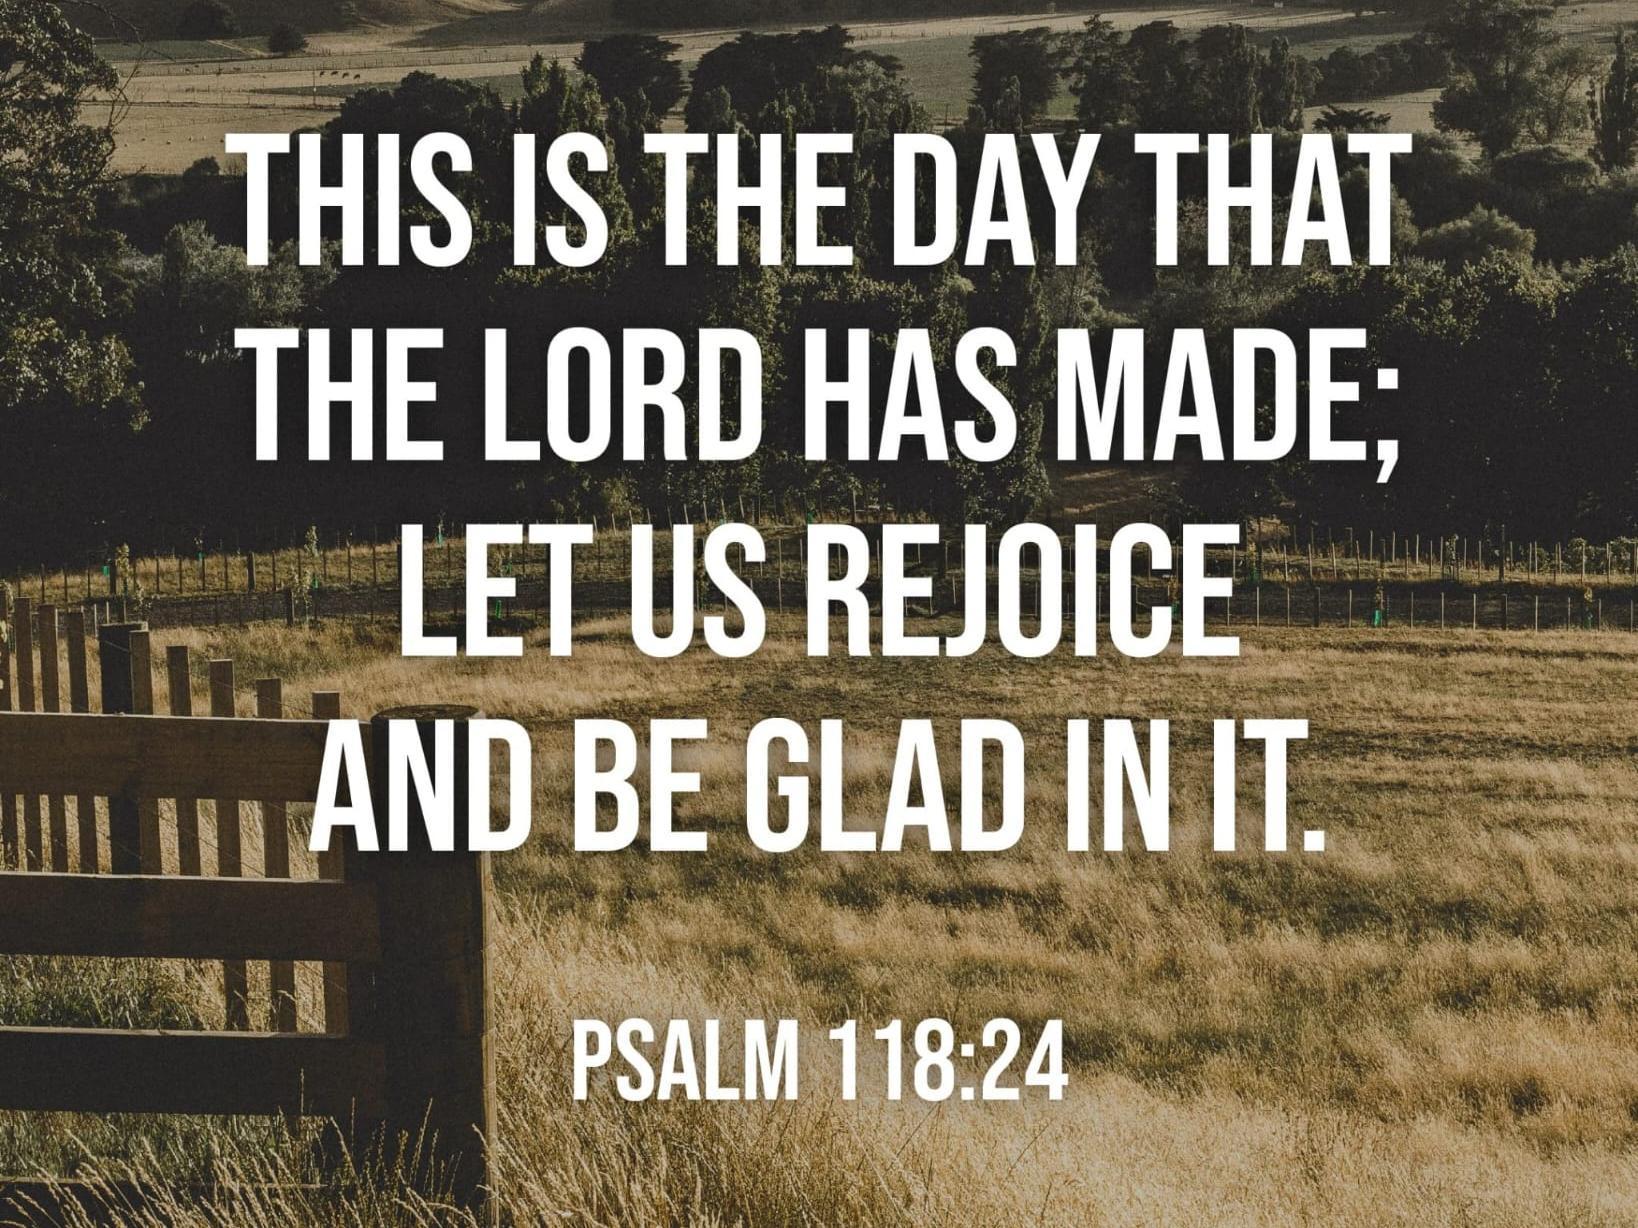 THIS IS THE DAY THAT
THE LORD HAS MADE;
LET US REJOICE
AND BE GLAD IN IT.
PSALM 118:24